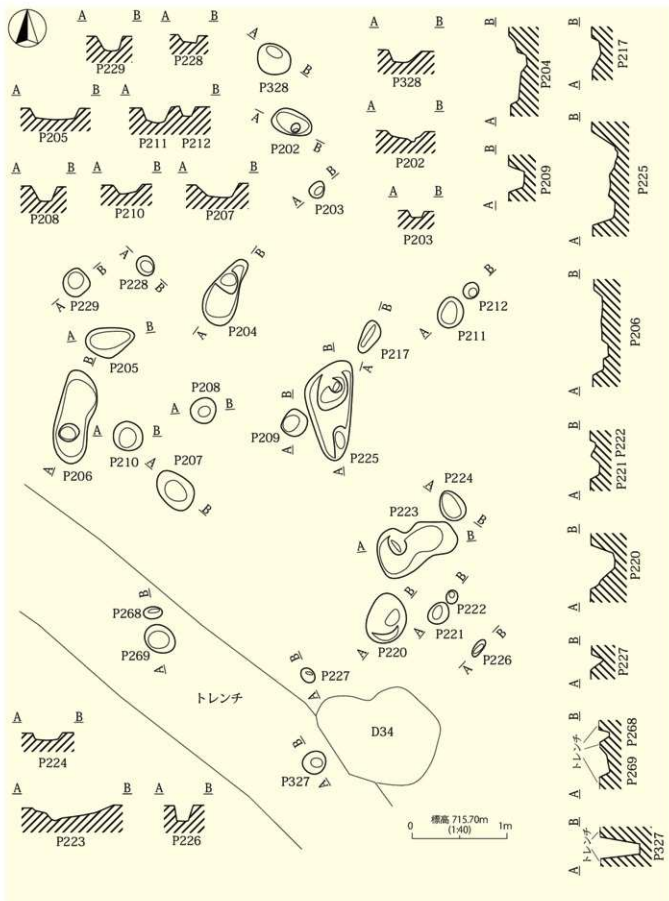 A B A B
P229 P228
A B
P328
A B
P328
B A
P204
B A
P217
A B A B
P205 P211 P212
A B
P202
A B
P202
B A
P209
B A
P225
A B A B A B
P208 P210 P207
A B
P203
A B
P203
A B
P229
A B
P228
A B
P204
A B
P205
B A
P206
A B
P212
P211
A B
P217
B A
P206
P208
A B
P209
A B
P225
A B
P210
A B
P207
A B
P224
P223
A B
B A
P222
P221
B A
P220
A B
P220
A B
P222
P221
A B
P226
B
P268
P269
A
トレンチ
B
P227
A
D34
B
P327
A
B A
P227
B A
トレンチ
P268
P269
A B
P224
A B A B
P223 P226
標高 715.70m
(1:40)
0 1m
B A
トレンチ
P327